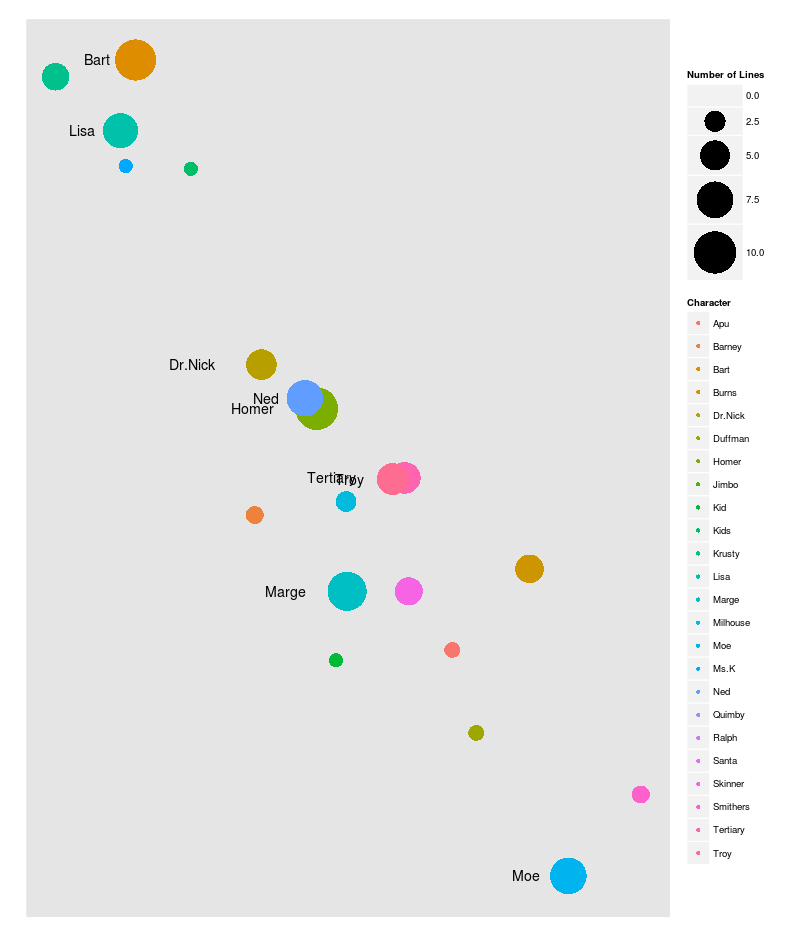 Bart
Lisa
Dr.Nick
Ned
Homer
Tertiary
Troy
Marge
Moe
Number of Lines
0.0
2.5
5.0
7.5
10.0
Character
Apu
Barney
Bart
Burns
Dr.Nick
Duffman
Homer
Jimbo
Kid
Kids
Krusty
Lisa
Marge
Milhouse
Moe
Ms.K
Ned
Quimby
Ralph
Santa
Skinner
Smithers
Tertiary
Troy